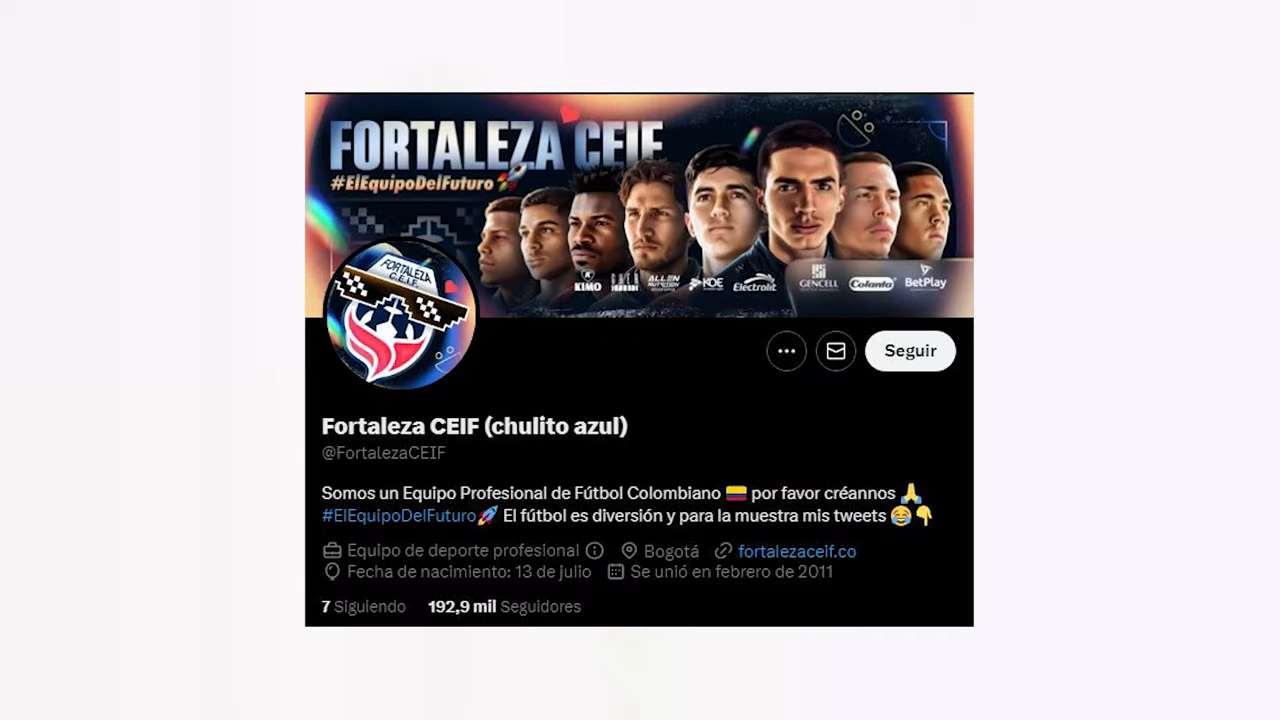 FORTALEZA CEIF
#ElEquipoDelFuturo🚀
FORTALEZA
C.E.I.F.
KIMO
ALLEN
KOE
Electrolit
GENCELL
Colanta
BetPlay
Seguir
Fortaleza CEIF (chulito azul)
@FortalezaCEIF
Somos un Equipo Profesional de Fútbol Colombiano 🇨🇴 por favor créannos 🙏
#ElEquipoDelFuturo🚀 El fútbol es diversión y para la muestra mis tweets 😂👇
Equipo de deporte profesional Bogotá fortalezaceif.co
Fecha de nacimiento: 13 de julio Se unió en febrero de 2011
7 Siguiendo 192,9 mil Seguidores